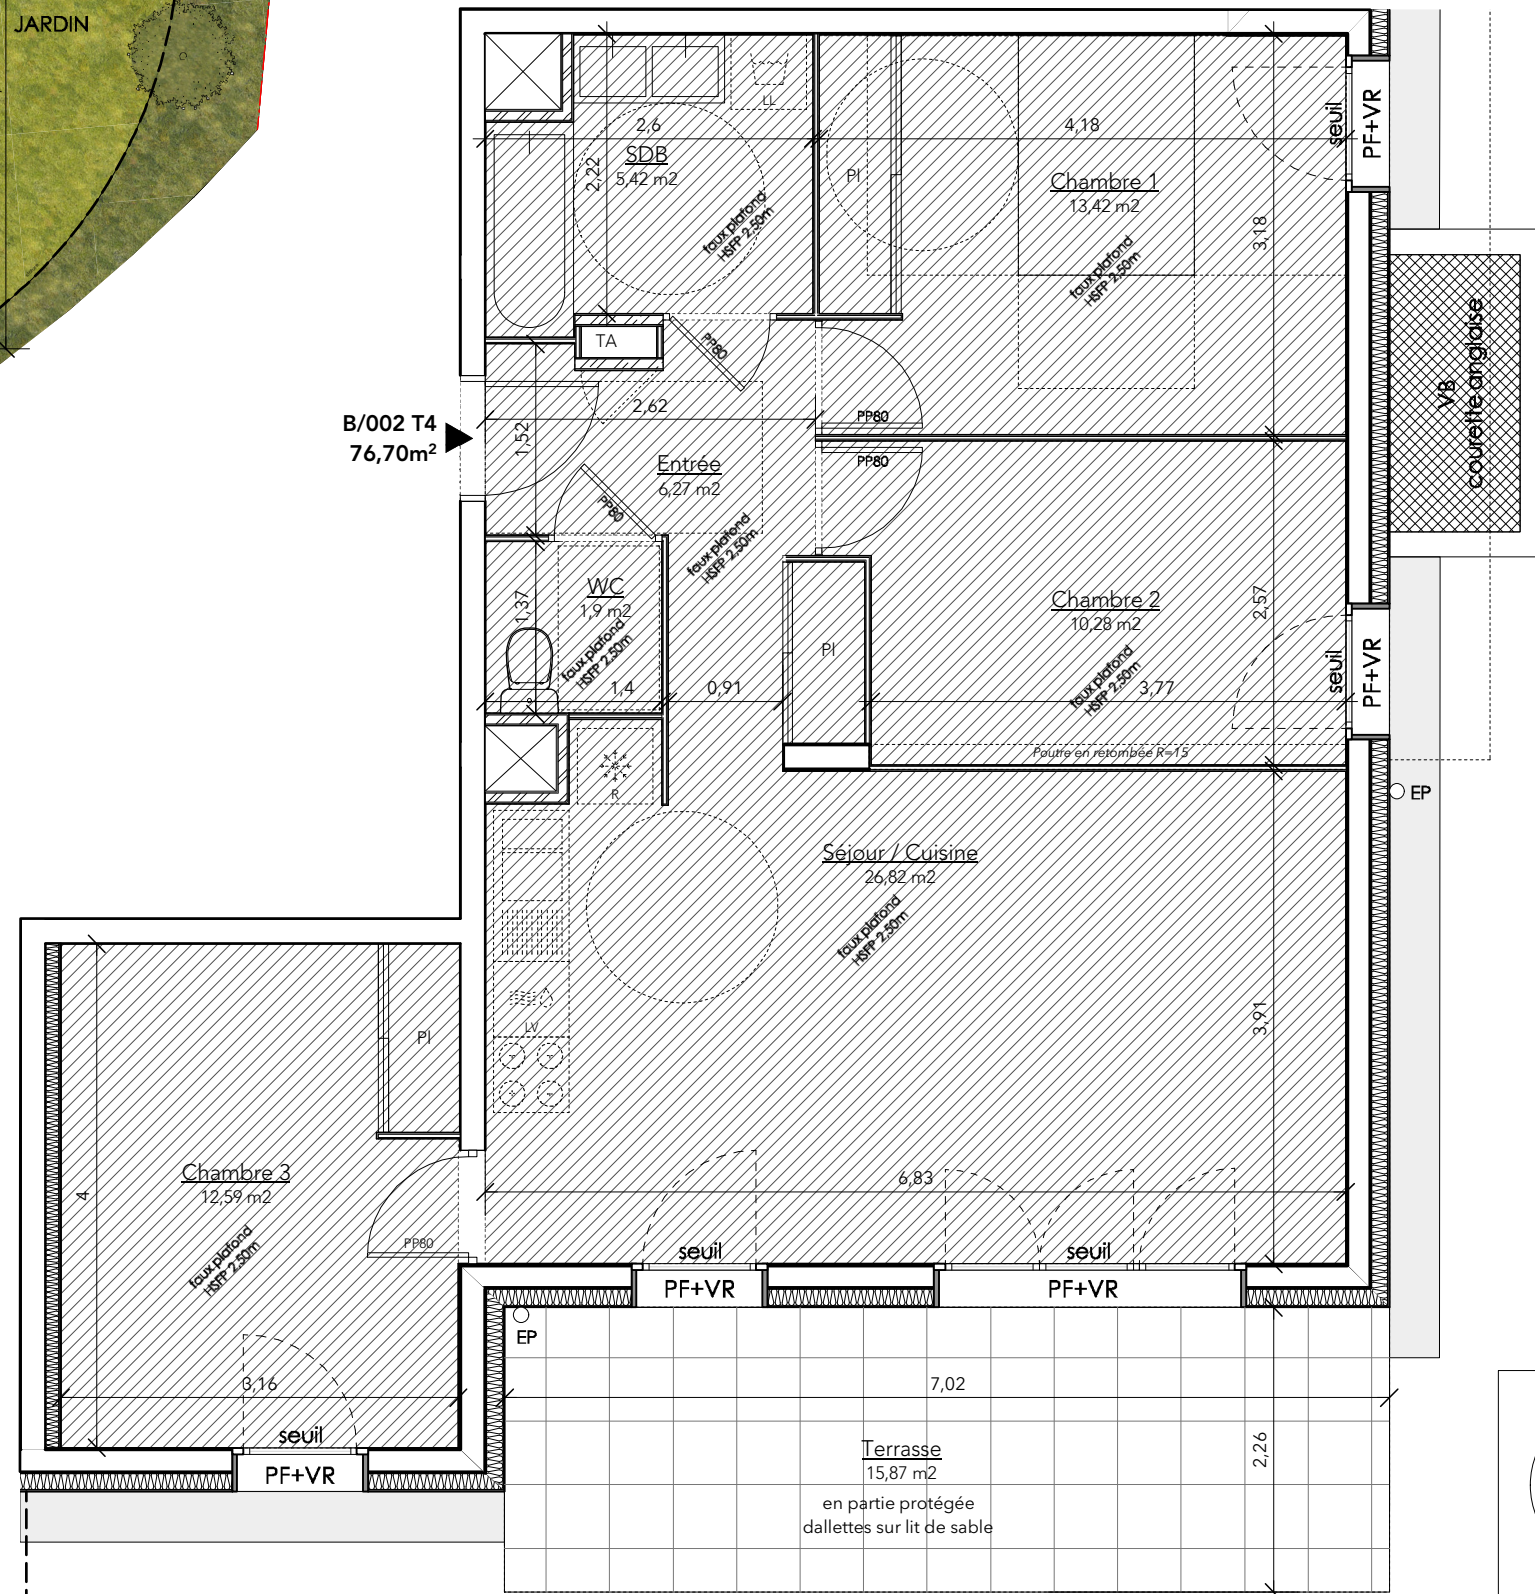 JARDIN
LL
2,6
SDB
5,42 m2
2,22
faux plafond
HSFP 2,50m
Pl
4,18
Chambre 1
13,42 m2
3,18
faux plafond
HSFP 2,50m
seuil
PF+VR
TA
PP80
2,62
PP80
B/002 T4
76,70m²
1,52
Entrée
6,27 m2
PP80
PP80
faux plafond
HSFP 2,50m
VB
courette anglaise
WC
1,9 m2
1,37
faux plafond
HSFP 2,50m
1,4
0,91
Pl
Chambre 2
10,28 m2
2,57
faux plafond
HSFP 2,50m
3,77
seuil
PF+VR
Poutre en retombée R=15
R
EP
Séjour / Cuisine
26,82 m2
faux plafond
HSFP 2,50m
LV
3,91
Pl
Chambre 3
12,59 m2
4
faux plafond
HSFP 2,50m
PP80
6,83
seuil
PF+VR
seuil
PF+VR
EP
3,16
seuil
PF+VR
7,02
Terrasse
15,87 m2
2,26
en partie protégée
dallettes sur lit de sable